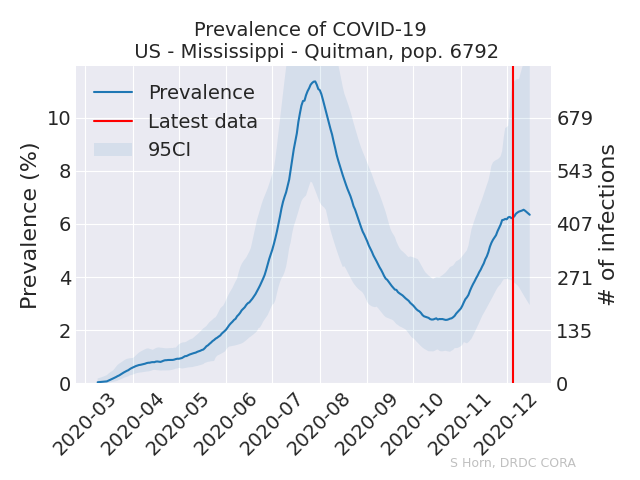 Prevalence of COVID-19
US - Mississippi - Quitman, pop. 6792
Prevalence
Latest data
95CI
Prevalence (%)
10
8
6
4
2
0
679
543
407
271
135
0
# of infections
2020-03
2020-04
2020-05
2020-06
2020-07
2020-08
2020-09
2020-10
2020-11
2020-12
S Horn, DRDC CORA